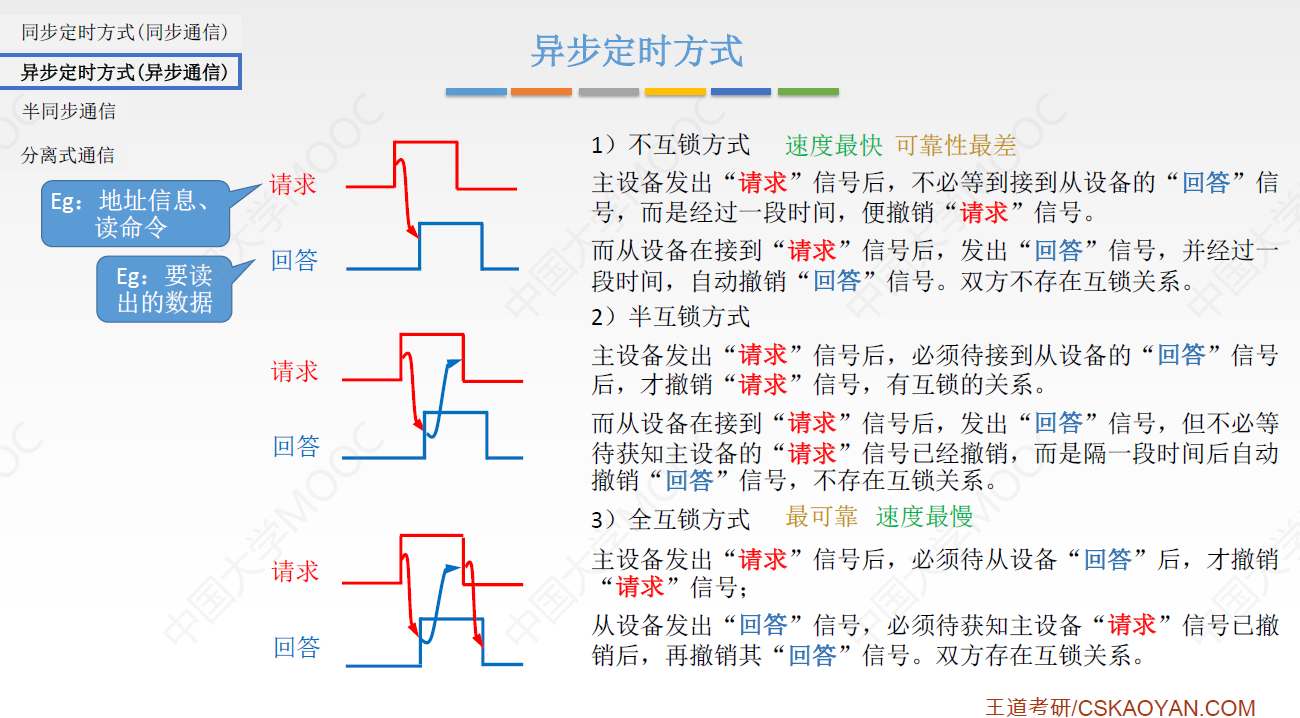 同步定时方式(同步通信)
异步定时方式(异步通信)
半同步通信
分离式通信
异步定时方式
Eg：地址信息、
读命令
Eg：要读
出的数据
请求
回答
1）不互锁方式 速度最快 可靠性最差
主设备发出“请求”信号后，不必等到接到从设备的“回答”信
号，而是经过一段时间，便撤销“请求”信号。
而从设备在接到“请求”信号后，发出“回答”信号，并经过一
段时间，自动撤销“回答”信号。双方不存在互锁关系。
请求
回答
2）半互锁方式
主设备发出“请求”信号后，必须待接到从设备的“回答”信号
后，才撤销“请求”信号，有互锁的关系。
而从设备在接到“请求”信号后，发出“回答”信号，但不必等
待获知主设备的“请求”信号已经撤销，而是隔一段时间后自动
撤销“回答”信号，不存在互锁关系。
请求
回答
3）全互锁方式 最可靠 速度最慢
主设备发出“请求”信号后，必须待从设备“回答”后，才撤销
“请求”信号；
从设备发出“回答”信号，必须待获知主设备“请求”信号已撤
销后，再撤销其“回答”信号。双方存在互锁关系。
中国大学MOOC
王道考研/CSKAOYAN.COM